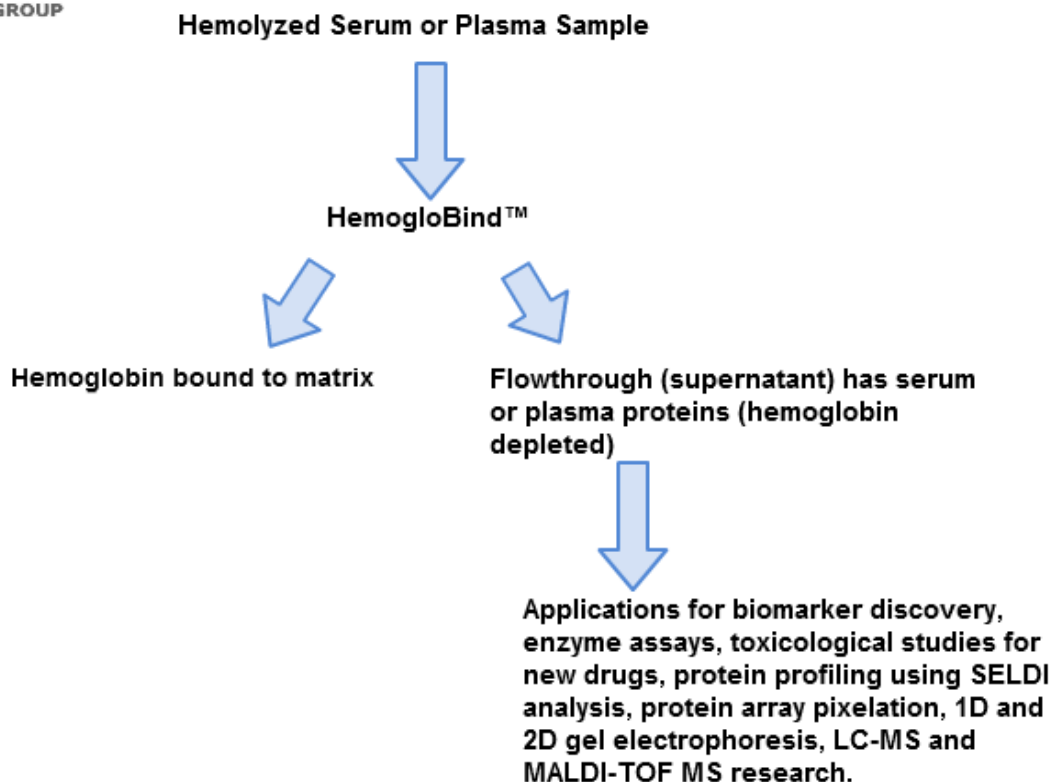 GROUP
Hemolyzed Serum or Plasma Sample
HemogloBind™
Hemoglobin bound to matrix
Flowthrough (supernatant) has serum
or plasma proteins (hemoglobin
depleted)
Applications for biomarker discovery,
enzyme assays, toxicological studies for
new drugs, protein profiling using SELDI
analysis, protein array pixelation, 1D and
2D gel electrophoresis, LC-MS and
MALDI-TOF MS research.